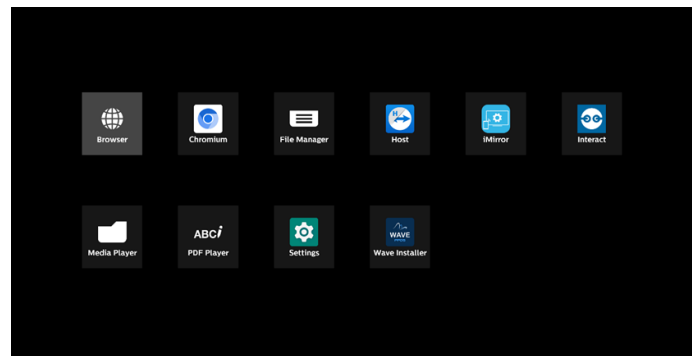 Browser
Chromium
File Manager
H
Host
iMirror
Interact
Media Player
ABCi
PDF Player
Settings
WAVE
Wave Installer